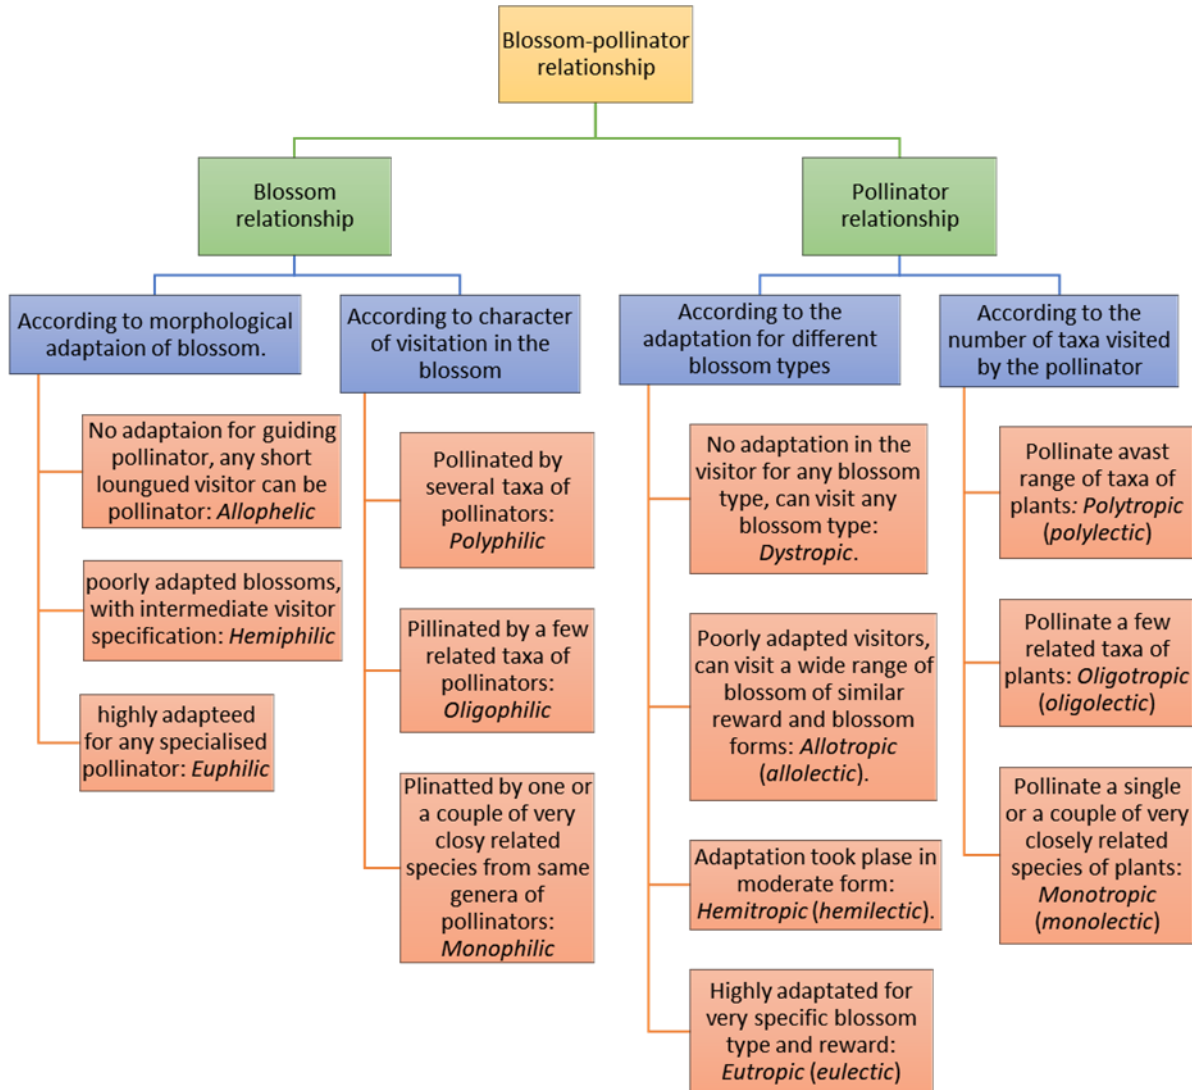 Blossom-pollinator
relationship
Blossom
relationship
Pollinator
relationship
According to morphological
adaptaion of blossom.
According to character
of visitation in the
blossom
According to the
adaptation for different
blossom types
According to the
number of taxa visited
by the pollinator
No adaptaion for guiding
pollinator, any short
loungued visitor can be
pollinator: Allophelic
poorly adapted blossoms,
with intermediate visitor
specification: Hemiphilic
highly adapteed
for any specialised
pollinator: Euphilic
Pollinated by
several taxa of
pollinators:
Polyphilic
Pillinated by a few
related taxa of
pollinators:
Oligophilic
Plinatted by one or
a couple of very
closy related
species from same
genera of
pollinators:
Monophilic
No adaptation in the
visitor for any blossom
type, can visit any
blossom type:
Dystropic.
Poorly adapted visitors,
can visit a wide range of
blossom of similar
reward and blossom
forms: Allotropic
(allolectic).
Adaptation took plase in
moderate form:
Hemitropic (hemilectic).
Highly adaptated for
very specific blossom
type and reward:
Eutropic (eulectic)
Pollinate avast
range of taxa of
plants: Polytropic
(polylectic)
Pollinate a few
related taxa of
plants: Oligotropic
(oligolectic)
Pollinate a single
or a couple of very
closely related
species of plants:
Monotropic
(monolectic)